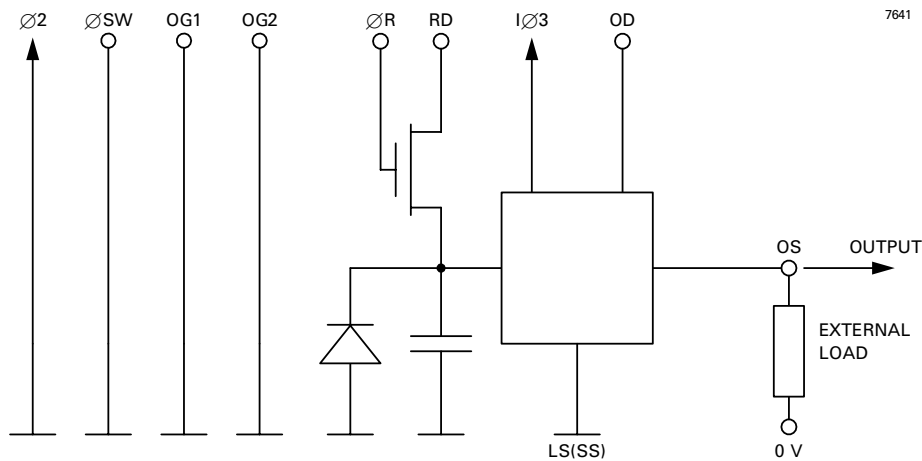 7641
∅2 ∅SW OG1 OG2 ∅R RD I∅3 OD
OS OUTPUT
EXTERNAL
LOAD
LS(SS) 0 V